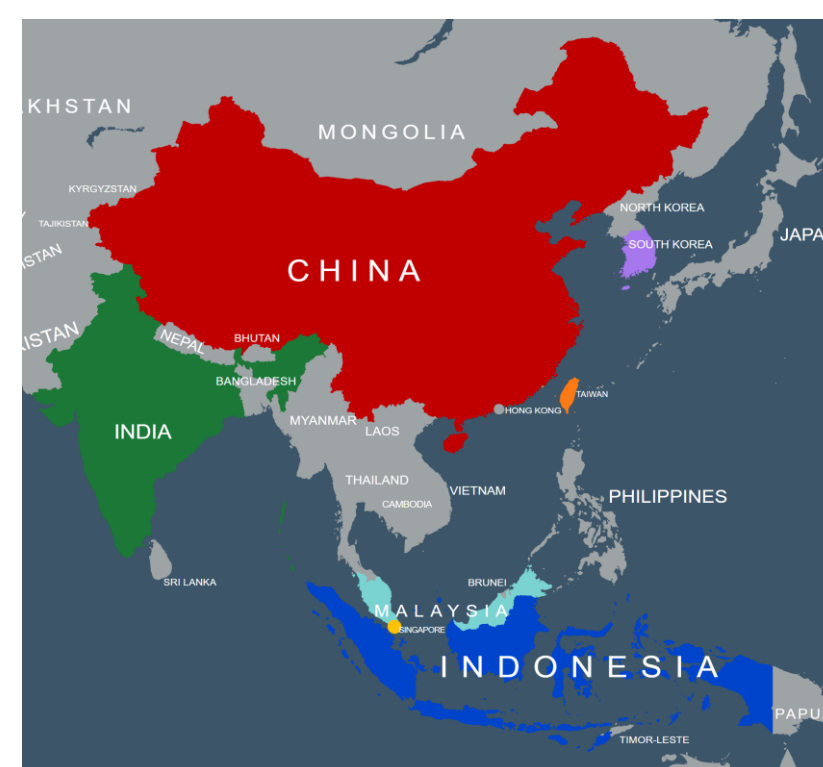 KHSTAN
MONGOLIA
KYRGYZSTAN
NORTH KOREA
TAJIKISTAN
JAPA
SOUTH KOREA
ISTAN
CHINA
ISTAN
NEPAL
BHUTAN
BANGLADESH
TAIWAN
HONG KONG
MYANMAR
INDIA
LAOS
THAILAND
VIETNAM
PHILIPPINES
CAMBODIA
SRI LANKA
BRUNEI
MALAYSIA
SINGAPORE
INDONESIA
PAPU
TIMOR-LESTE